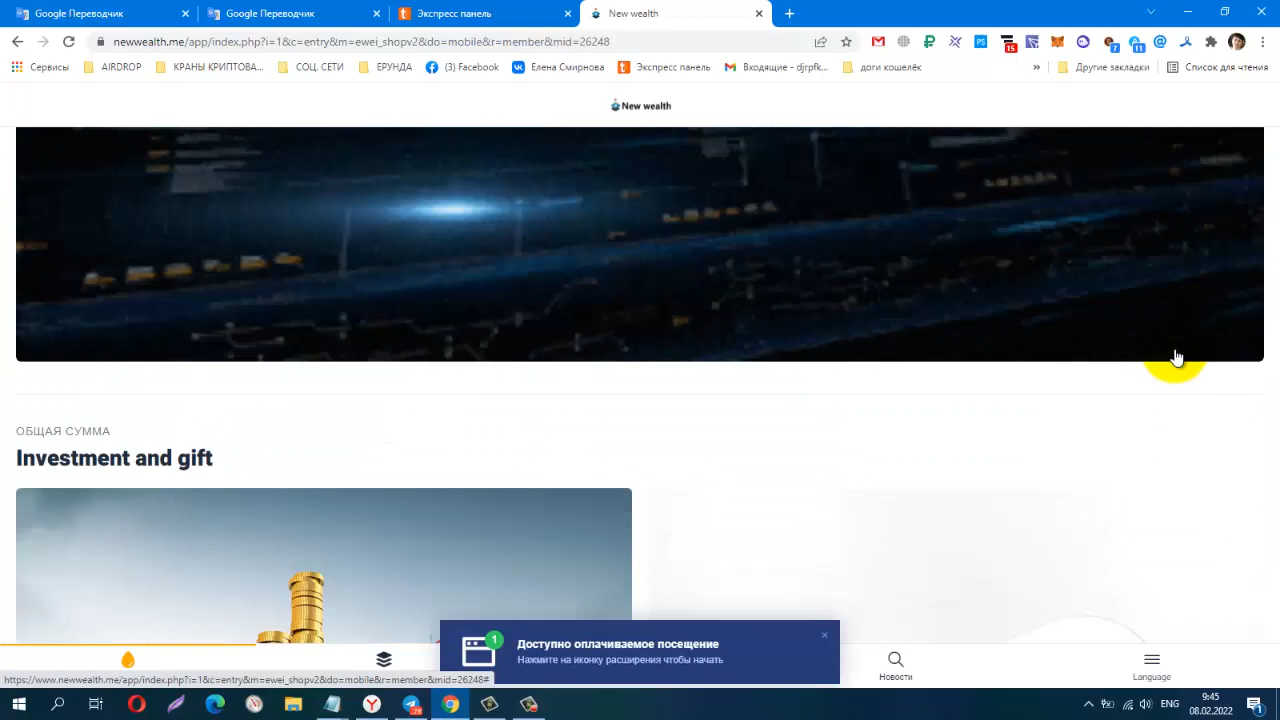 Google Переводчик
Google Переводчик
Экспресс панель
New wealth
newwealth.me/app/index.php?i=1&c=entry&m=ewei_shopv2&do=mobile&r=member&mid=26248
Сервисы
AIRDROP
КРАНЫ КРИПТОВА...
СОЦ. СЕТИ
ЕРУНДА
(3) Facebook
Елена Смирнова
Экспресс панель
Входящие - djrpfk...
доги кошелёк
»
Другие закладки
Список для чтения
New wealth
ОБЩАЯ СУММА
Investment and gift
1
Доступно оплачиваемое посещение
Нажмите на иконку расширения чтобы начать
Новости
Language
https://www.newwealth.me/app/index.php?i=1&c=entry&m=ewei_shopv2&do=mobile&r=member&mid=26248#
ENG
9:45
08.02.2022